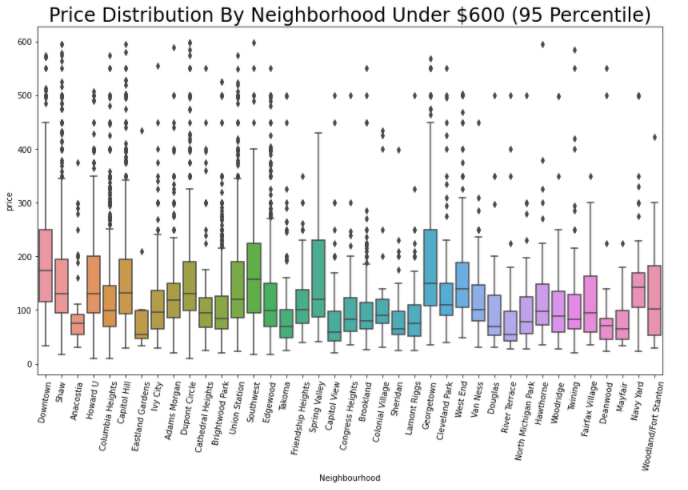 Price Distribution By Neighborhood Under $600 (95 Percentile)
600
500
400
300
200
100
0
price
Downtown
Shaw
Anacostia
Howard U
Columbia Heights
Capitol Hill
Eastland Gardens
Ivy City
Adams Morgan
Dupont Circle
Cathedral Heights
Brightwood Park
Union Station
Southwest
Edgewood
Takoma
Friendship Heights
Spring Valley
Capitol View
Congress Heights
Brookland
Colonial Village
Sheridan
Lamont Riggs
Georgetown
Cleveland Park
West End
Van Ness
Douglas
River Terrace
North Michigan Park
Hawthorne
Woodridge
Twining
Fairfax Village
Deanwood
Mayfair
Navy Yard
Woodland/Fort Stanton
Neighbourhood